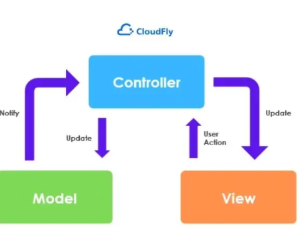 CloudFly
Controller
Notify
Update
User
Action
Update
Model
View